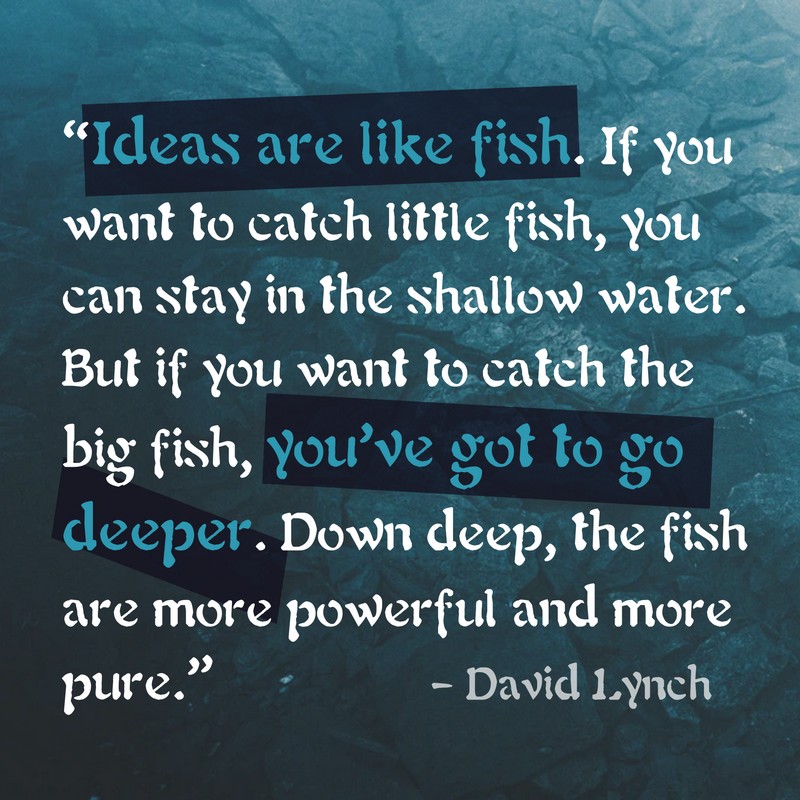 “Ideas are like fish. If you
want to catch little fish, you
can stay in the shallow water.
But if you want to catch the
big fish, you’ve got to go
deeper. Down deep, the fish
are more powerful and more
pure.”
– David Lynch